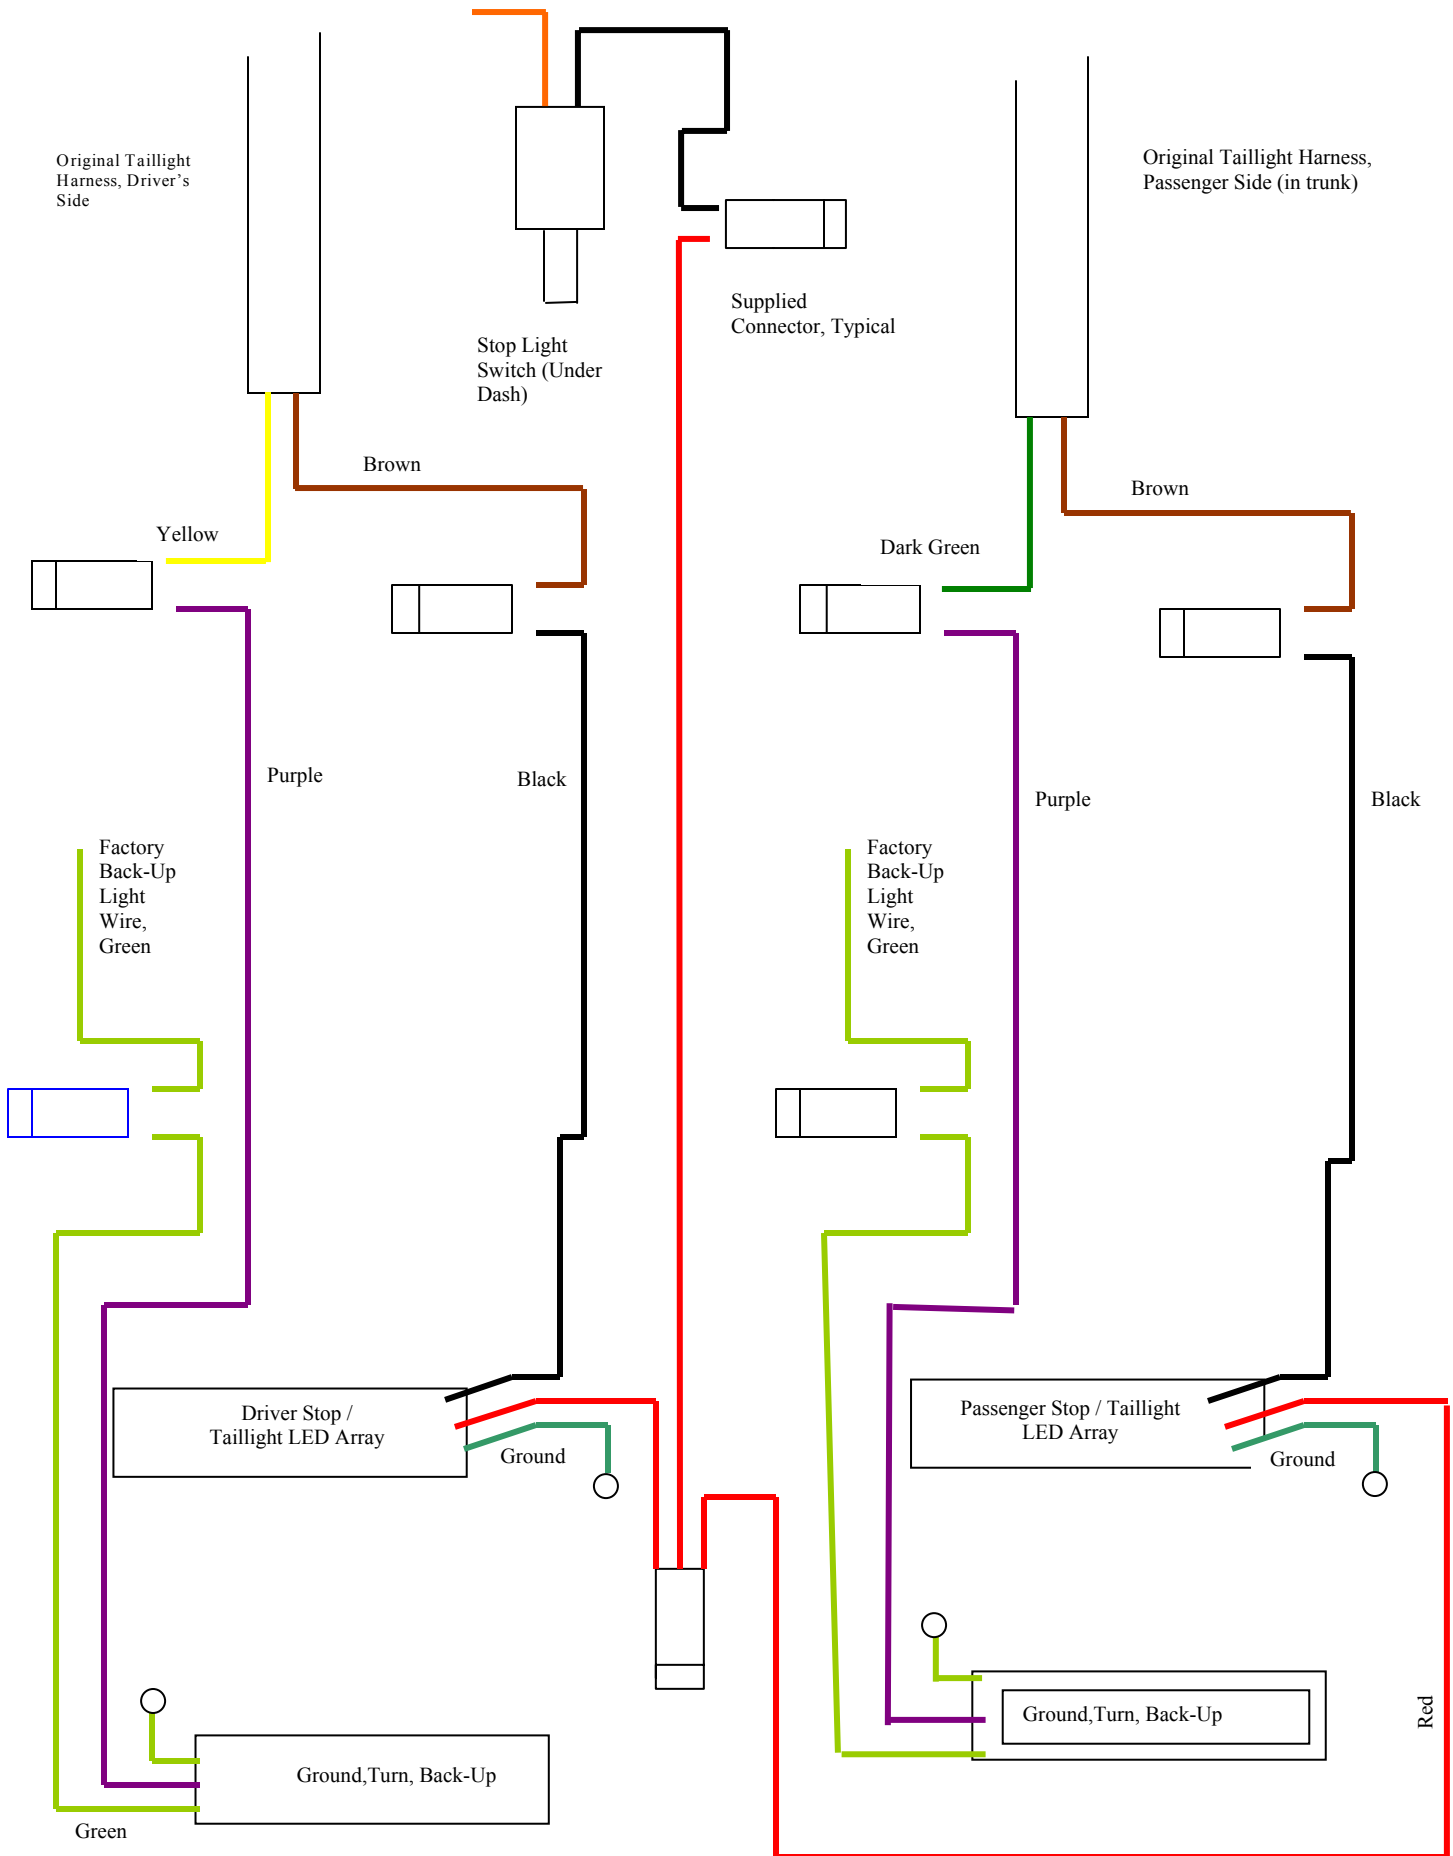 Original Taillight
Harness, Driver's
Side
Original Taillight Harness,
Passenger Side (in trunk)
Supplied
Connector, Typical
Stop Light
Switch (Under
Dash)
Brown
Brown
Yellow
Dark Green
Purple
Black
Purple
Black
Factory
Back-Up
Light
Wire,
Green
Factory
Back-Up
Light
Wire,
Green
Driver Stop /
Taillight LED Array
Ground
Passenger Stop / Taillight
LED Array
Ground
Red
Ground,Turn, Back-Up
Ground,Turn, Back-Up
Green